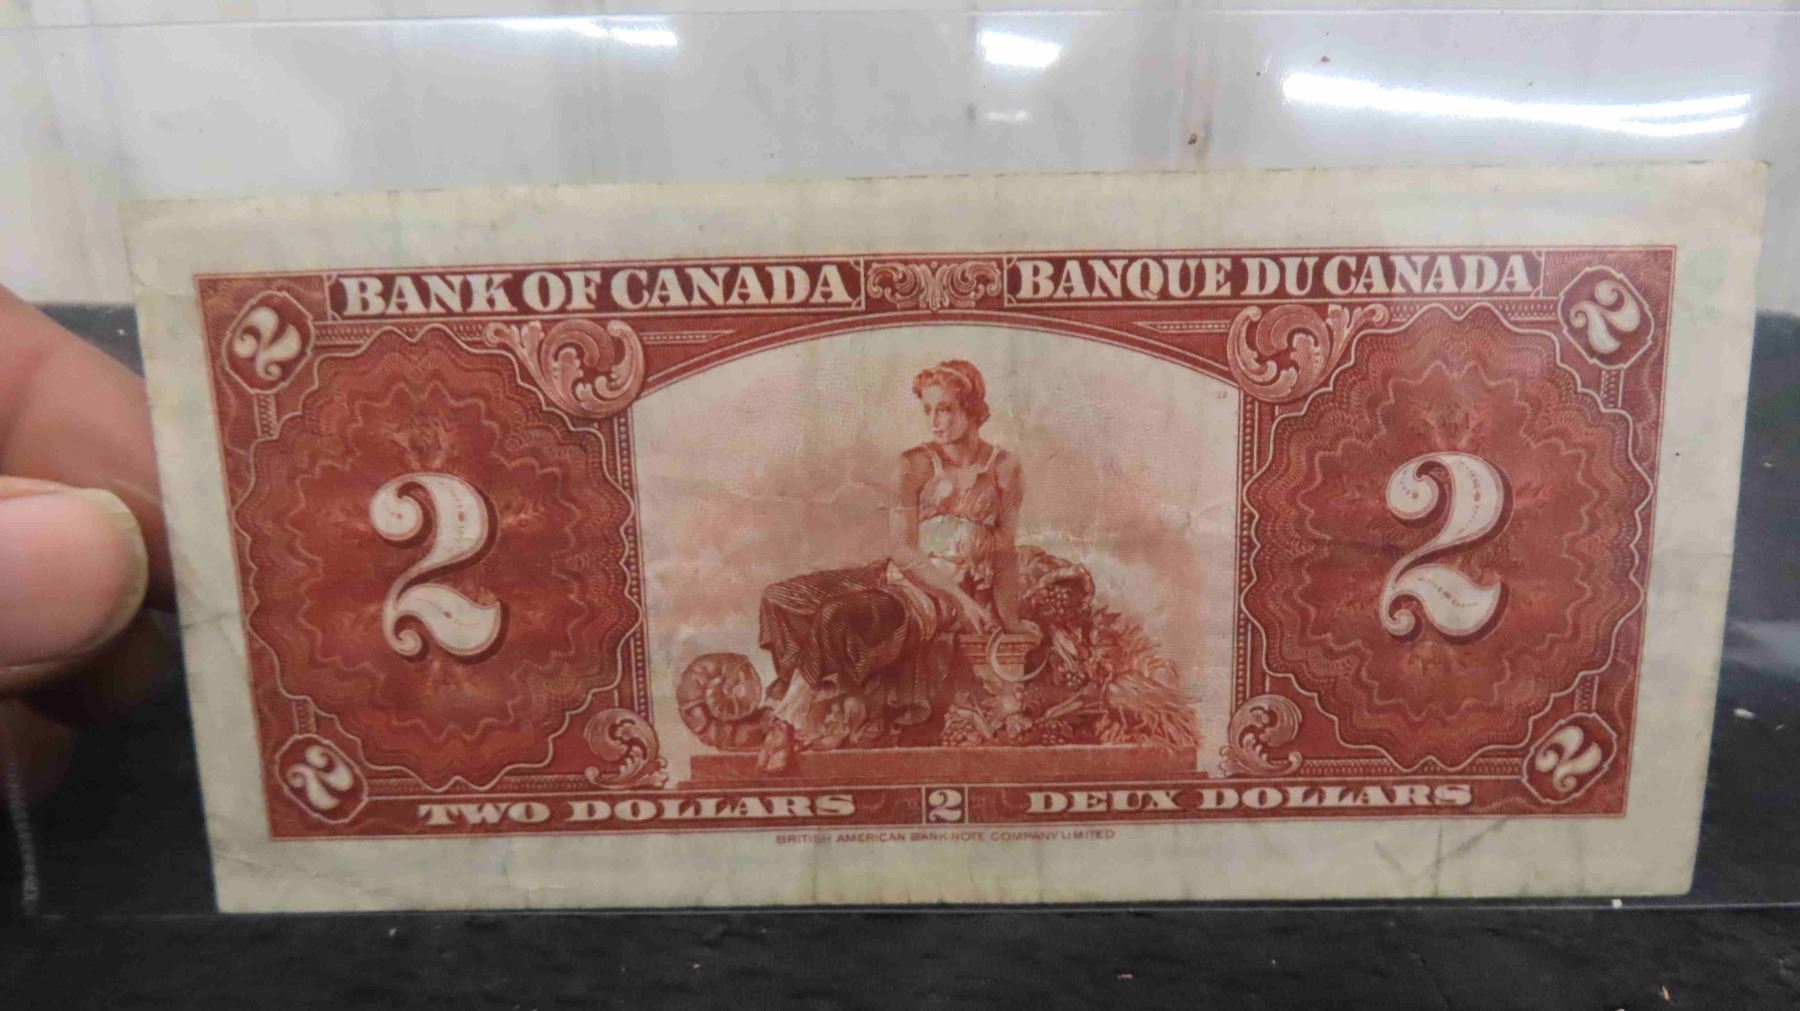 BANK OF CANADA BANQUE DU CANADA
2 2
2 2
2 TWO DOLLARS 2 DEUX DOLLARS 2
BRITISH AMERICAN BANK NOTE COMPANY LIMITED